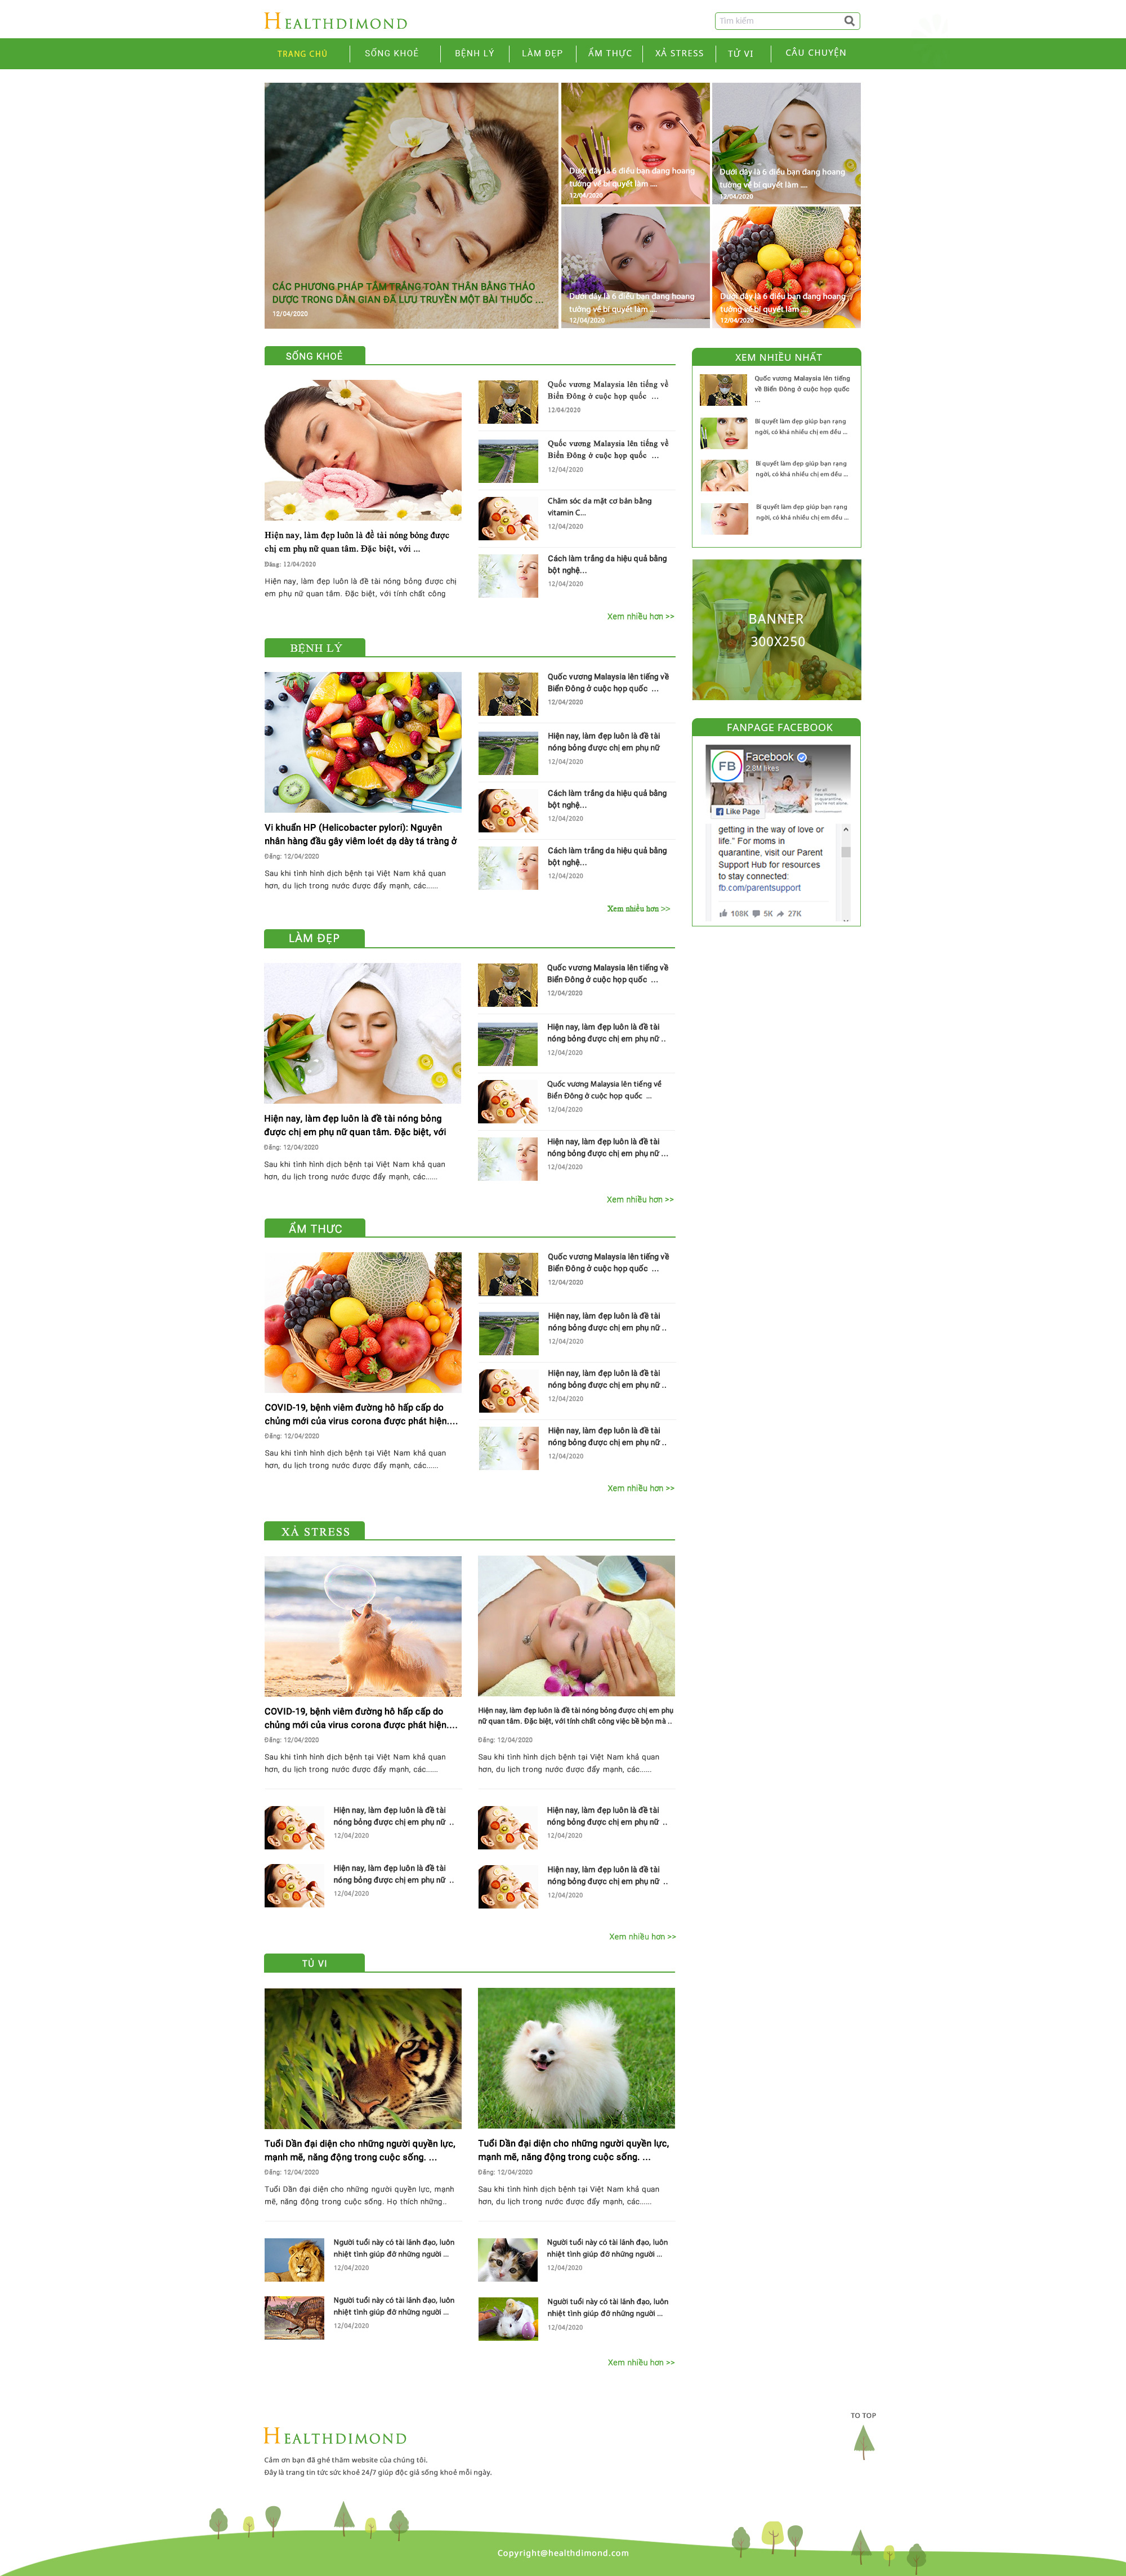 HEALTHDIMOND
Tìm kiếm
TRANG CHỦ
SỐNG KHOẺ
BỆNH LÝ
LÀM ĐẸP
ẨM THỰC
XẢ STRESS
TỬ VI
CÂU CHUYỆN
CÁC PHƯƠNG PHÁP TẮM TRẮNG TOÀN THÂN BẰNG THẢO
DƯỢC TRONG DÂN GIAN ĐÃ LƯU TRUYỀN MỘT BÀI THUỐC ...
12/04/2020
Dưới đây là 6 điều bạn đang hoang
tưởng về bí quyết làm ....
12/04/2020
Dưới đây là 6 điều bạn đang hoang
tưởng về bí quyết làm ....
12/04/2020
Dưới đây là 6 điều bạn đang hoang
tưởng về bí quyết làm ....
12/04/2020
Dưới đây là 6 điều bạn đang hoang
tưởng về bí quyết làm ....
12/04/2020
SỐNG KHOẺ
Hiện nay, làm đẹp luôn là đề tài nóng bỏng được
chị em phụ nữ quan tâm. Đặc biệt, với ...
Đăng: 12/04/2020
Hiện nay, làm đẹp luôn là đề tài nóng bỏng được chị
em phụ nữ quan tâm. Đặc biệt, với tính chất công
Quốc vương Malaysia lên tiếng về
Biển Đông ở cuộc họp quốc ...
12/04/2020
Quốc vương Malaysia lên tiếng về
Biển Đông ở cuộc họp quốc ...
12/04/2020
Chăm sóc da mặt cơ bản bằng
vitamin C...
12/04/2020
Cách làm trắng da hiệu quả bằng
bột nghệ...
12/04/2020
Xem nhiều hơn >>
XEM NHIỀU NHẤT
Quốc vương Malaysia lên tiếng
về Biển Đông ở cuộc họp quốc
...
Bí quyết làm đẹp giúp bạn rạng
ngời, có khá nhiều chị em đều ...
Bí quyết làm đẹp giúp bạn rạng
ngời, có khá nhiều chị em đều ...
Bí quyết làm đẹp giúp bạn rạng
ngời, có khá nhiều chị em đều ...
BANNER
300X250
FANPAGE FACEBOOK
FB
Facebook
2.8M likes
For all
new moms
in quarantine,
you're not alone
Like Page
getting in the way of love or
life." For moms in
quarantine, visit our Parent
Support Hub for resources
to stay connected:
fb.com/parentsupport
108K 5K 27K
BỆNH LÝ
Vi khuẩn HP (Helicobacter pylori): Nguyên
nhân hàng đầu gây viêm loét dạ dày tá tràng ở
Đăng: 12/04/2020
Sau khi tình hình dịch bệnh tại Việt Nam khả quan
hơn, du lịch trong nước được đẩy mạnh, các......
Quốc vương Malaysia lên tiếng về
Biển Đông ở cuộc họp quốc ...
12/04/2020
Hiện nay, làm đẹp luôn là đề tài
nóng bỏng được chị em phụ nữ
12/04/2020
Cách làm trắng da hiệu quả bằng
bột nghệ...
12/04/2020
Cách làm trắng da hiệu quả bằng
bột nghệ...
12/04/2020
Xem nhiều hơn >>
LÀM ĐẸP
Hiện nay, làm đẹp luôn là đề tài nóng bỏng
được chị em phụ nữ quan tâm. Đặc biệt, với
Đăng: 12/04/2020
Sau khi tình hình dịch bệnh tại Việt Nam khả quan
hơn, du lịch trong nước được đẩy mạnh, các......
Quốc vương Malaysia lên tiếng về
Biển Đông ở cuộc họp quốc ...
12/04/2020
Hiện nay, làm đẹp luôn là đề tài
nóng bỏng được chị em phụ nữ ..
12/04/2020
Quốc vương Malaysia lên tiếng về
Biển Đông ở cuộc họp quốc ...
12/04/2020
Hiện nay, làm đẹp luôn là đề tài
nóng bỏng được chị em phụ nữ ...
12/04/2020
Xem nhiều hơn >>
ẨM THỰC
COVID-19, bệnh viêm đường hô hấp cấp do
chủng mới của virus corona được phát hiện....
Đăng: 12/04/2020
Sau khi tình hình dịch bệnh tại Việt Nam khả quan
hơn, du lịch trong nước được đẩy mạnh, các......
Quốc vương Malaysia lên tiếng về
Biển Đông ở cuộc họp quốc ...
12/04/2020
Hiện nay, làm đẹp luôn là đề tài
nóng bỏng được chị em phụ nữ ..
12/04/2020
Hiện nay, làm đẹp luôn là đề tài
nóng bỏng được chị em phụ nữ ..
12/04/2020
Hiện nay, làm đẹp luôn là đề tài
nóng bỏng được chị em phụ nữ ..
12/04/2020
Xem nhiều hơn >>
XẢ STRESS
COVID-19, bệnh viêm đường hô hấp cấp do
chủng mới của virus corona được phát hiện....
Đăng: 12/04/2020
Sau khi tình hình dịch bệnh tại Việt Nam khả quan
hơn, du lịch trong nước được đẩy mạnh, các......
Hiện nay, làm đẹp luôn là đề tài nóng bỏng được chị em phụ
nữ quan tâm. Đặc biệt, với tính chất công việc bề bộn mà ..
Đăng: 12/04/2020
Sau khi tình hình dịch bệnh tại Việt Nam khả quan
hơn, du lịch trong nước được đẩy mạnh, các......
Hiện nay, làm đẹp luôn là đề tài
nóng bỏng được chị em phụ nữ ..
12/04/2020
Hiện nay, làm đẹp luôn là đề tài
nóng bỏng được chị em phụ nữ ..
12/04/2020
Hiện nay, làm đẹp luôn là đề tài
nóng bỏng được chị em phụ nữ ..
12/04/2020
Hiện nay, làm đẹp luôn là đề tài
nóng bỏng được chị em phụ nữ ..
12/04/2020
Xem nhiều hơn >>
TỦ VI
Tuổi Dần đại diện cho những người quyền lực,
mạnh mẽ, năng động trong cuộc sống. ...
Đăng: 12/04/2020
Tuổi Dần đại diện cho những người quyền lực, mạnh
mẽ, năng động trong cuộc sống. Họ thích những..
Tuổi Dần đại diện cho những người quyền lực,
mạnh mẽ, năng động trong cuộc sống. ...
Đăng: 12/04/2020
Sau khi tình hình dịch bệnh tại Việt Nam khả quan
hơn, du lịch trong nước được đẩy mạnh, các......
Người tuổi này có tài lãnh đạo, luôn
nhiệt tình giúp đỡ những người ...
12/04/2020
Người tuổi này có tài lãnh đạo, luôn
nhiệt tình giúp đỡ những người ...
12/04/2020
Người tuổi này có tài lãnh đạo, luôn
nhiệt tình giúp đỡ những người ...
12/04/2020
Người tuổi này có tài lãnh đạo, luôn
nhiệt tình giúp đỡ những người ...
12/04/2020
Xem nhiều hơn >>
TO TOP
HEALTHDIMOND
Cảm ơn bạn đã ghé thăm website của chúng tôi.
Đây là trang tin tức sức khoẻ 24/7 giúp độc giả sống khoẻ mỗi ngày.
Copyright@healthdimond.com